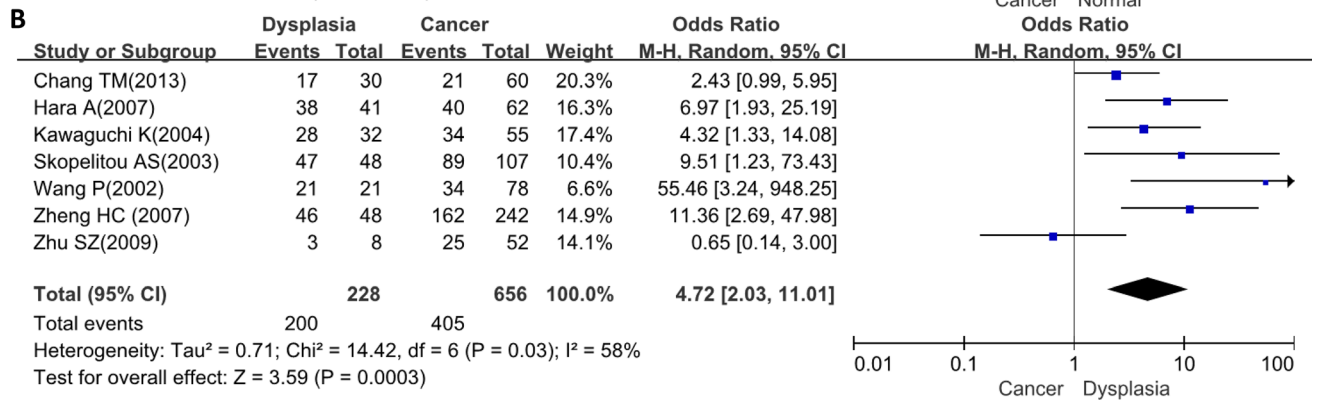 Cancer Normal
B
Dysplasia Cancer Odds Ratio Odds Ratio
Study or Subgroup Events Total Events Total Weight M-H, Random, 95% CI M-H, Random, 95% CI
Chang TM(2013) 17 30 21 60 20.3% 2.43 [0.99, 5.95]
Hara A(2007) 38 41 40 62 16.3% 6.97 [1.93, 25.19]
Kawaguchi K(2004) 28 32 34 55 17.4% 4.32 [1.33, 14.08]
Skopelitou AS(2003) 47 48 89 107 10.4% 9.51 [1.23, 73.43]
Wang P(2002) 21 21 34 78 6.6% 55.46 [3.24, 948.25]
Zheng HC (2007) 46 48 162 242 14.9% 11.36 [2.69, 47.98]
Zhu SZ(2009) 3 8 25 52 14.1% 0.65 [0.14, 3.00]
Total (95% CI) 228 656 100.0% 4.72 [2.03, 11.01]
Total events 200 405
Heterogeneity: Tau² = 0.71; Chi² = 14.42, df = 6 (P = 0.03); I² = 58%
Test for overall effect: Z = 3.59 (P = 0.0003)
0.01 0.1 1 10 100
Cancer Dysplasia